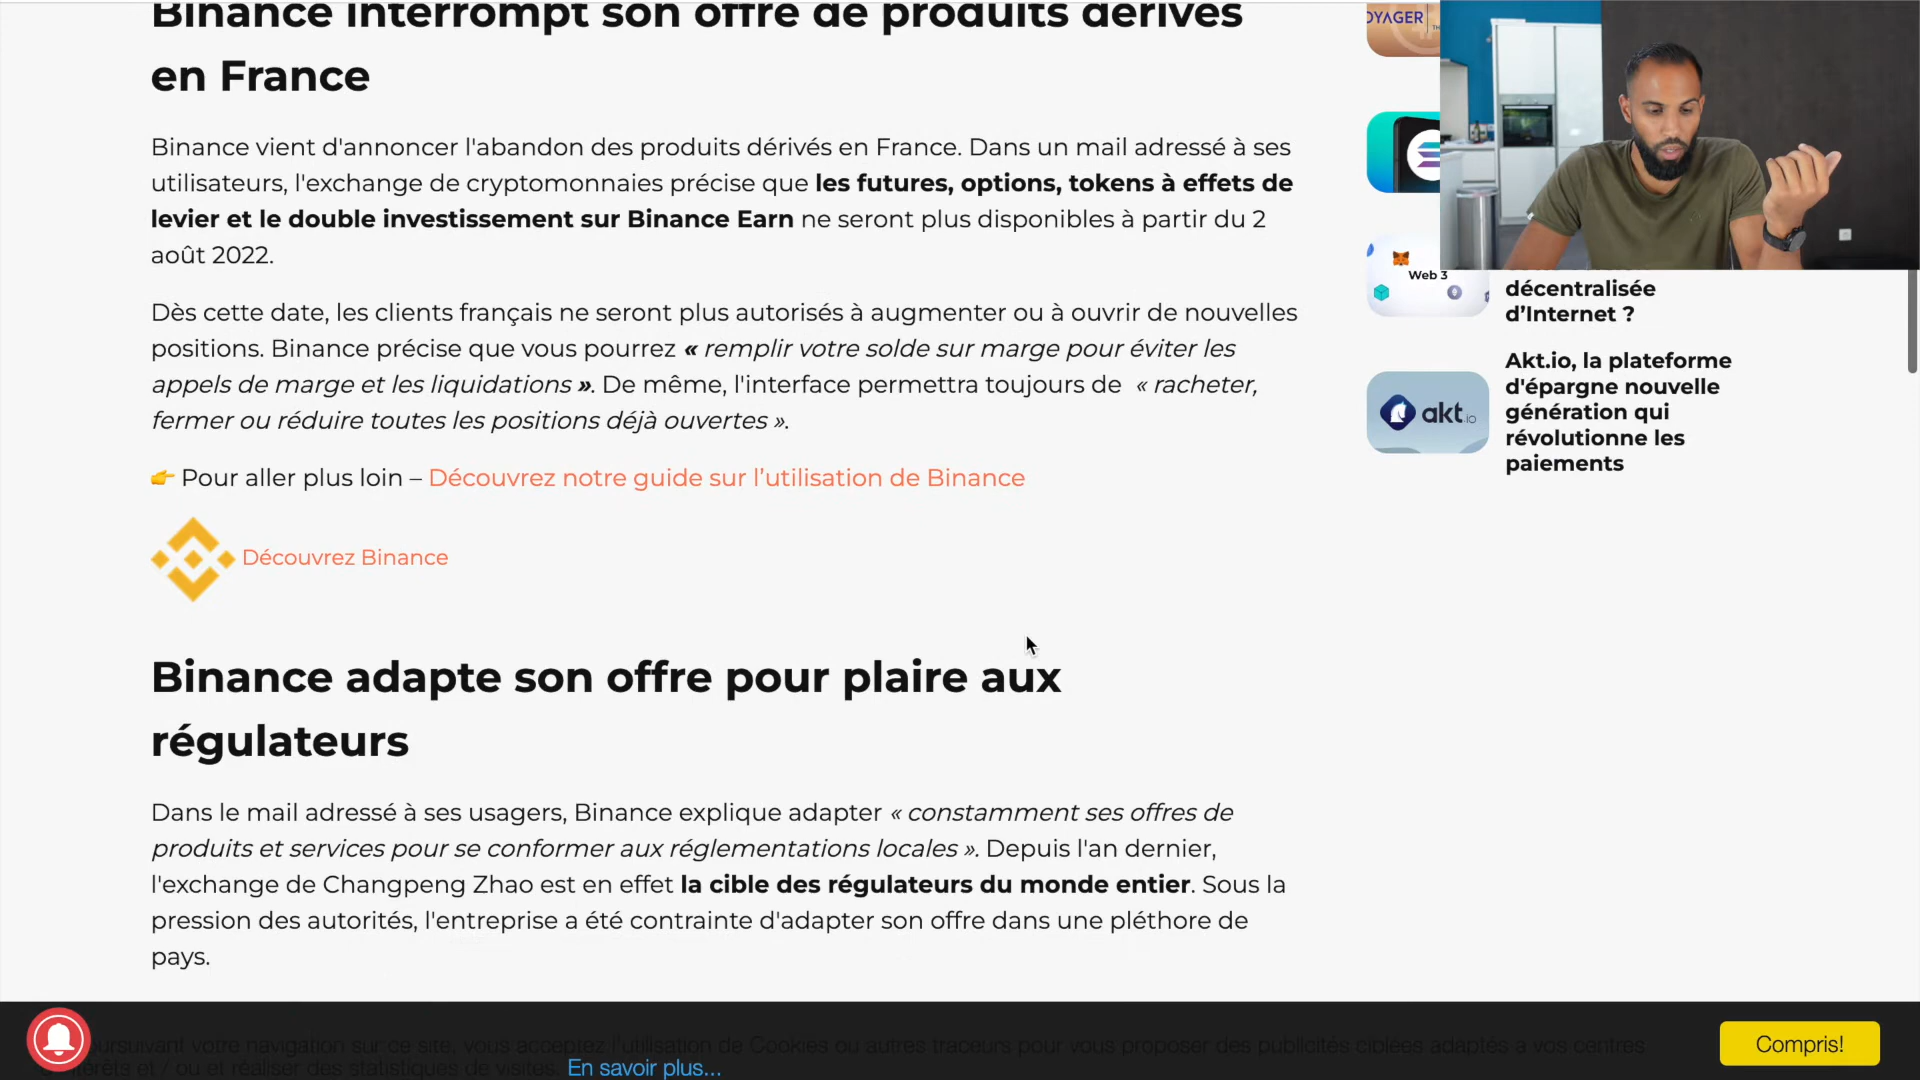 Binance interrompt son offre de produits dérivés
en France
Binance vient d'annoncer l'abandon des produits dérivés en France. Dans un mail adressé à ses
utilisateurs, l'exchange de cryptomonnaies précise que les futures, options, tokens à effets de
levier et le double investissement sur Binance Earn ne seront plus disponibles à partir du 2
août 2022.
Dès cette date, les clients français ne seront plus autorisés à augmenter ou à ouvrir de nouvelles
positions. Binance précise que vous pourrez « remplir votre solde sur marge pour éviter les
appels de marge et les liquidations ». De même, l'interface permettra toujours de « racheter,
fermer ou réduire toutes les positions déjà ouvertes ».
👉 Pour aller plus loin – Découvrez notre guide sur l’utilisation de Binance
Découvrez Binance
Binance adapte son offre pour plaire aux
régulateurs
Dans le mail adressé à ses usagers, Binance explique adapter « constamment ses offres de
produits et services pour se conformer aux réglementations locales ». Depuis l'an dernier,
l'exchange de Changpeng Zhao est en effet la cible des régulateurs du monde entier. Sous la
pression des autorités, l'entreprise a été contrainte d'adapter son offre dans une pléthore de
pays.
OYAGER
Web 3
décentralisée
d’Internet ?
akt.io
Akt.io, la plateforme
d'épargne nouvelle
génération qui
révolutionne les
paiements
oursuivant votre navigation sur ce site, vous acceptez l'utilisation de Cookies ou autres traceurs pour vous proposer des publicités ciblées adaptés à vos centres
érêts et / ou et réaliser des statistiques de visites. En savoir plus...
Compris!